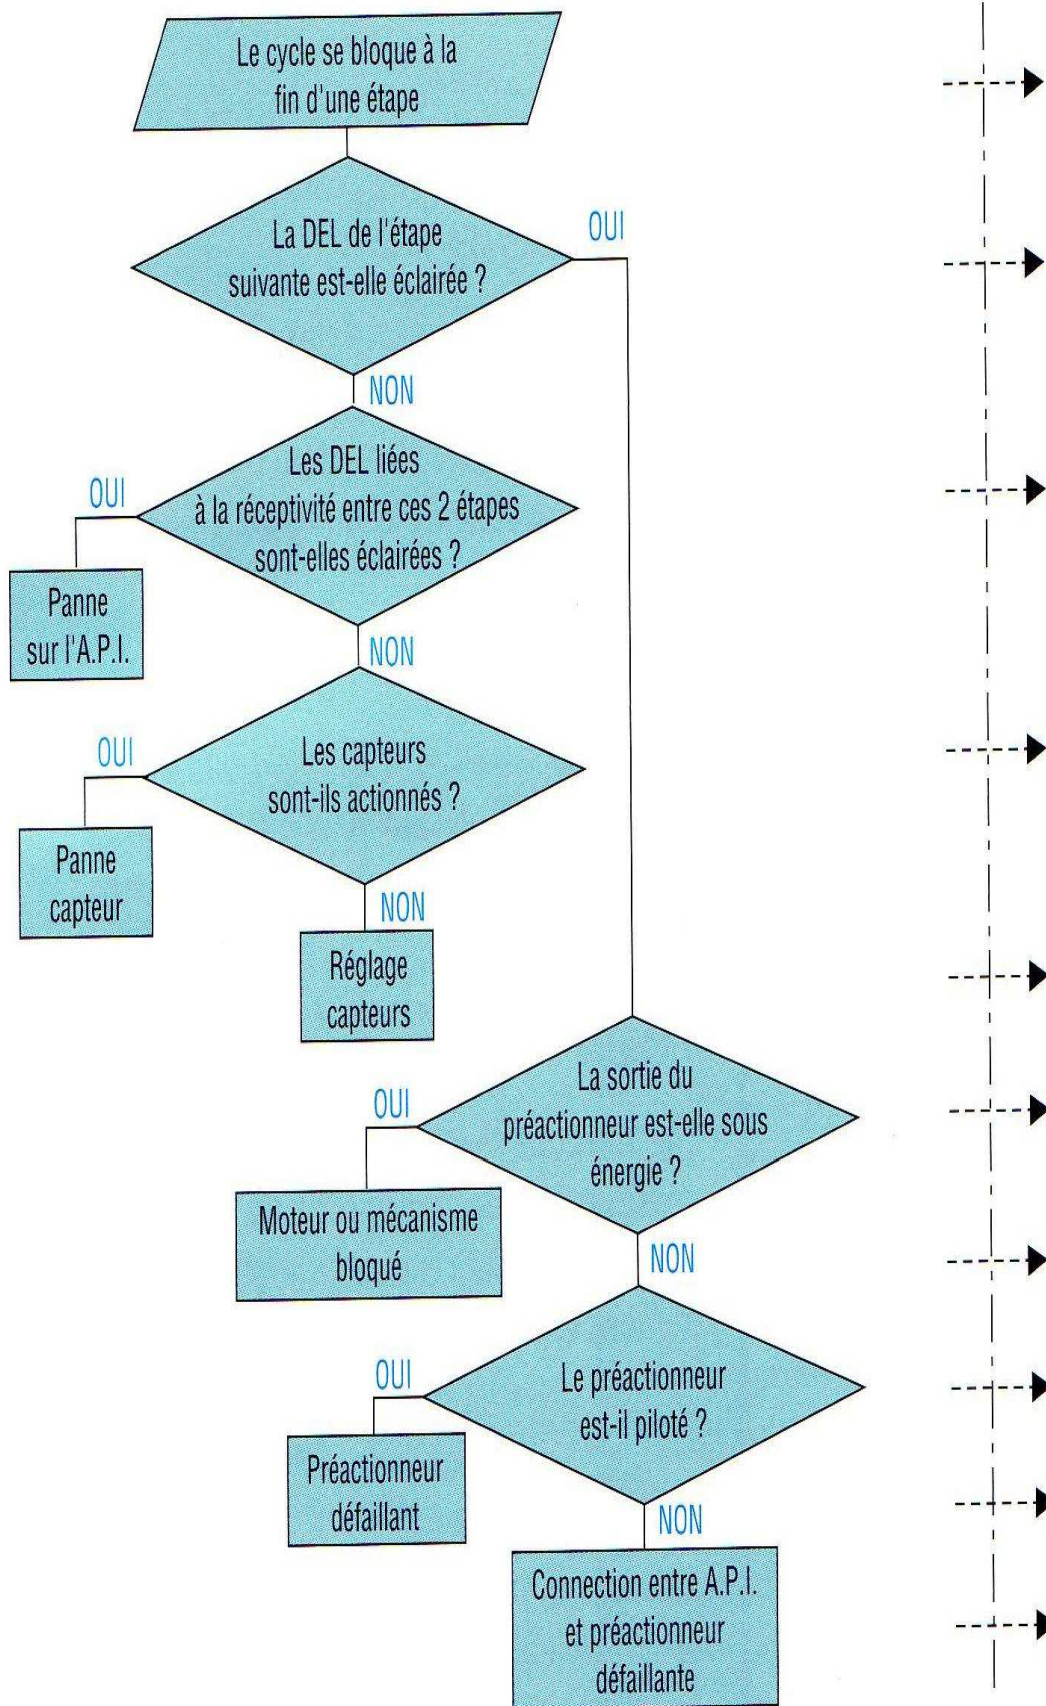 Le cycle se bloque à la
fin d'une étape
La DEL de l'étape
suivante est-elle éclairée ?
OUI
NON
Les DEL liées
à la réceptivité entre ces 2 étapes
sont-elles éclairées ?
OUI
Panne
sur l'A.P.I.
NON
Les capteurs
sont-ils actionnés ?
OUI
Panne
capteur
NON
Réglage
capteurs
La sortie du
préactionneur est-elle sous
énergie ?
OUI
Moteur ou mécanisme
bloqué
NON
Le préactionneur
est-il piloté ?
OUI
Préactionneur
défaillant
NON
Connection entre A.P.I.
et préactionneur
défaillante